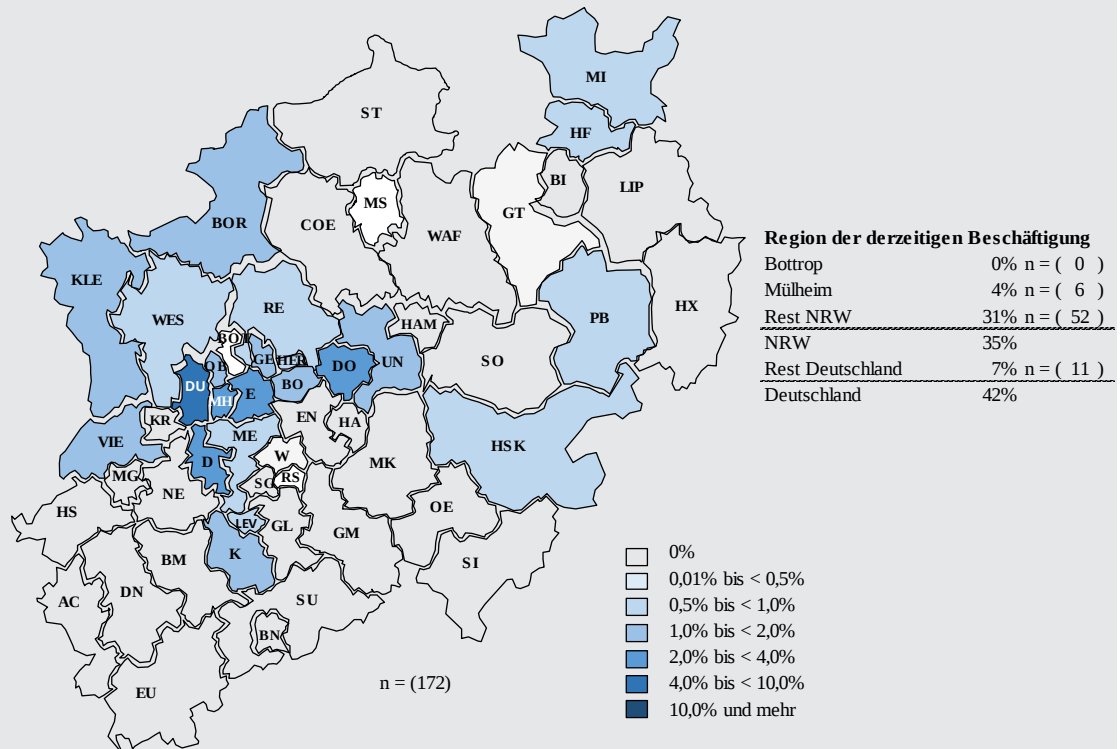 MI
ST
HF
BI
LIP
MS
GT
BOR
COE
WAF
Region der derzeitigen Beschäftigung
Bottrop 0% n = ( 0 )
Mülheim 4% n = ( 6 )
Rest NRW 31% n = ( 52 )
NRW 35%
Rest Deutschland 7% n = ( 11 )
Deutschland 42%
KLE
RE
HX
WES
HAM
PB
BOT
SO
OB
GE
HER
DO
UN
DU
MH
E
BO
KR
EN
HA
VIE
ME
HSK
D
W
MK
MG
SG
RS
NE
HS
OE
LEV
GL
GM
K
BM
SI
DN
AC
SU
BN
EU
n = (172)
0%
0,01% bis < 0,5%
0,5% bis < 1,0%
1,0% bis < 2,0%
2,0% bis < 4,0%
4,0% bis < 10,0%
10,0% und mehr